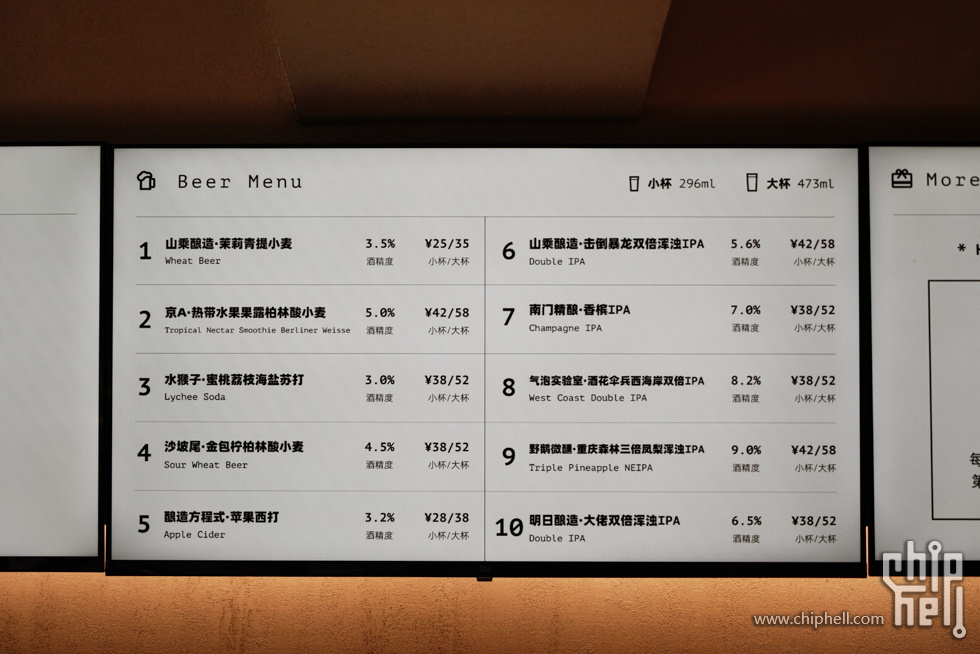 Beer Menu
小杯 296ml 大杯 473ml
1 山乘酿造·茉莉青提小麦 3.5% ¥25/35
Wheat Beer 酒精度 小杯/大杯
2 京A·热带水果果露柏林酸小麦 5.0% ¥42/58
Tropical Nectar Smoothie Berliner Weisse 酒精度 小杯/大杯
3 水猴子·蜜桃荔枝海盐苏打 3.0% ¥38/52
Lychee Soda 酒精度 小杯/大杯
4 沙坡尾·金包柠柏林酸小麦 4.5% ¥38/52
Sour Wheat Beer 酒精度 小杯/大杯
5 酿造方程式·苹果西打 3.2% ¥28/38
Apple Cider 酒精度 小杯/大杯
6 山乘酿造·击倒暴龙双倍浑浊IPA 5.6% ¥42/58
Double IPA 酒精度 小杯/大杯
7 南门精酿·香槟IPA 7.0% ¥38/52
Champagne IPA 酒精度 小杯/大杯
8 气泡实验室·酒花伞兵西海岸双倍IPA 8.2% ¥38/52
West Coast Double IPA 酒精度 小杯/大杯
9 野鹅微醺·重庆森林三倍凤梨浑浊IPA 9.0% ¥42/58
Triple Pineapple NEIPA 酒精度 小杯/大杯
10 明日酿造·大佬双倍浑浊IPA 6.5% ¥38/52
Double IPA 酒精度 小杯/大杯
More
*
每
第
www.chiphell.com
chip
hell